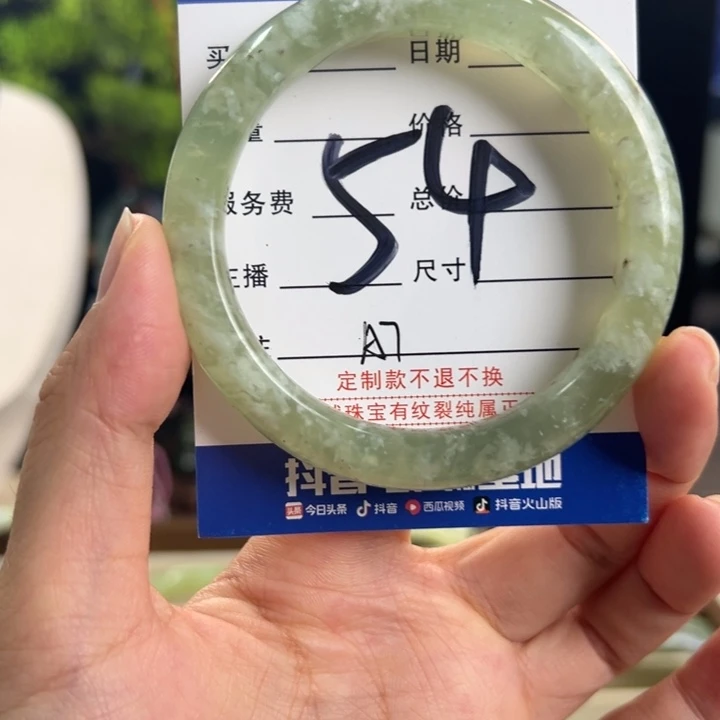 买 日期
量 价格
服务费 总价
主播 尺寸
54
A7
定制款不退不换
珠宝有纹裂纯属正
抖音
今日头条 抖音 西瓜视频 抖音火山版